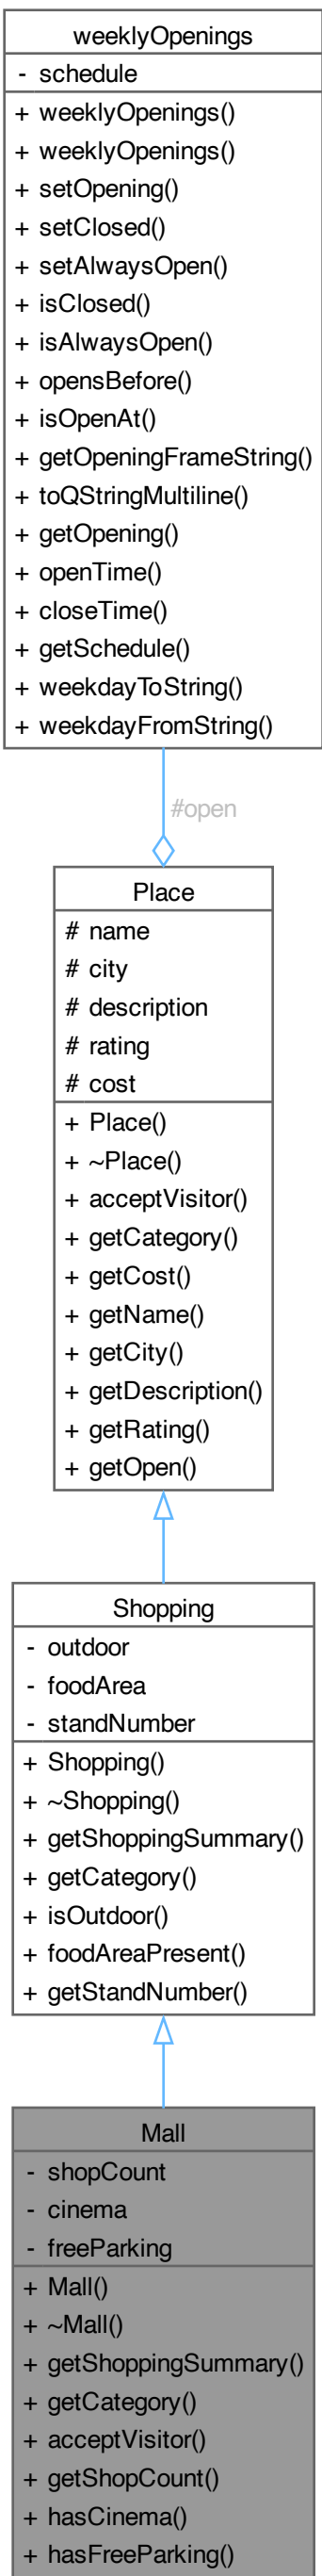 weeklyOpenings
- schedule
+ weeklyOpenings()
+ weeklyOpenings()
+ setOpening()
+ setClosed()
+ setAlwaysOpen()
+ isClosed()
+ isAlwaysOpen()
+ opensBefore()
+ isOpenAt()
+ getOpeningFrameString()
+ toQStringMultiline()
+ getOpening()
+ openTime()
+ closeTime()
+ getSchedule()
+ weekdayToString()
+ weekdayFromString()
#open
Place
# name
# city
# description
# rating
# cost
+ Place()
+ ~Place()
+ acceptVisitor()
+ getCategory()
+ getCost()
+ getName()
+ getCity()
+ getDescription()
+ getRating()
+ getOpen()
Shopping
- outdoor
- foodArea
- standNumber
+ Shopping()
+ ~Shopping()
+ getShoppingSummary()
+ getCategory()
+ isOutdoor()
+ foodAreaPresent()
+ getStandNumber()
Mall
- shopCount
- cinema
- freeParking
+ Mall()
+ ~Mall()
+ getShoppingSummary()
+ getCategory()
+ acceptVisitor()
+ getShopCount()
+ hasCinema()
+ hasFreeParking()